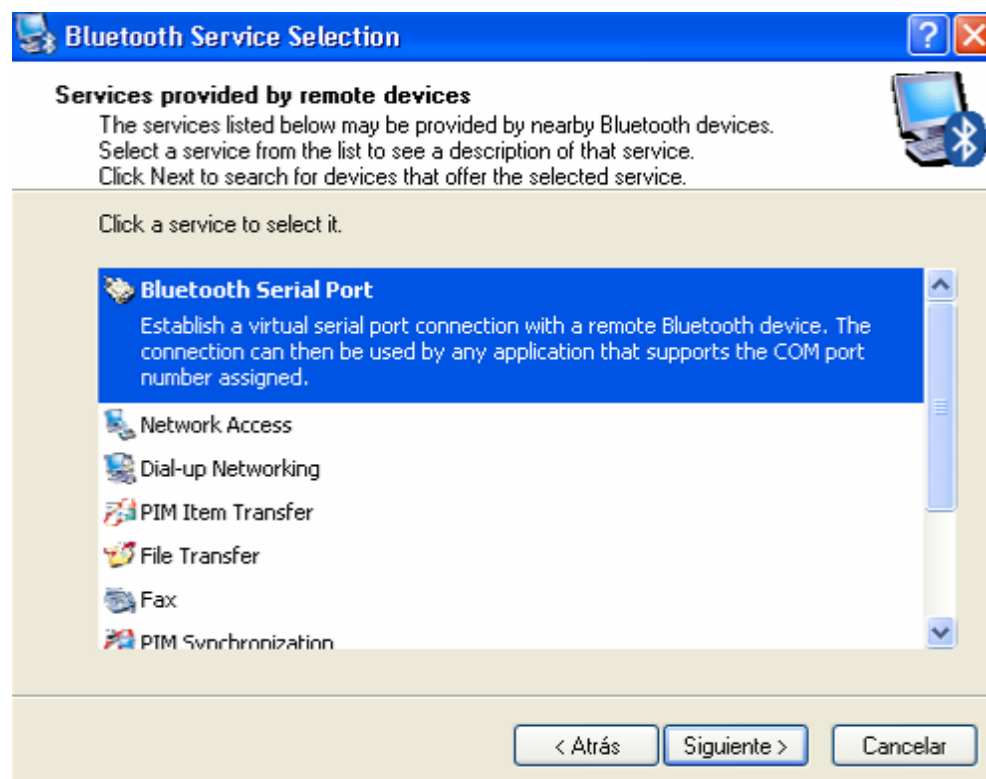 Bluetooth Service Selection
Services provided by remote devices
The services listed below may be provided by nearby Bluetooth devices.
Select a service from the list to see a description of that service.
Click Next to search for devices that offer the selected service.
Click a service to select it.
Bluetooth Serial Port
Establish a virtual serial port connection with a remote Bluetooth device. The
connection can then be used by any application that supports the COM port
number assigned.
Network Access
Dial-up Networking
PIM Item Transfer
File Transfer
Fax
PIM Synchronization
< Atrás
Siguiente >
Cancelar